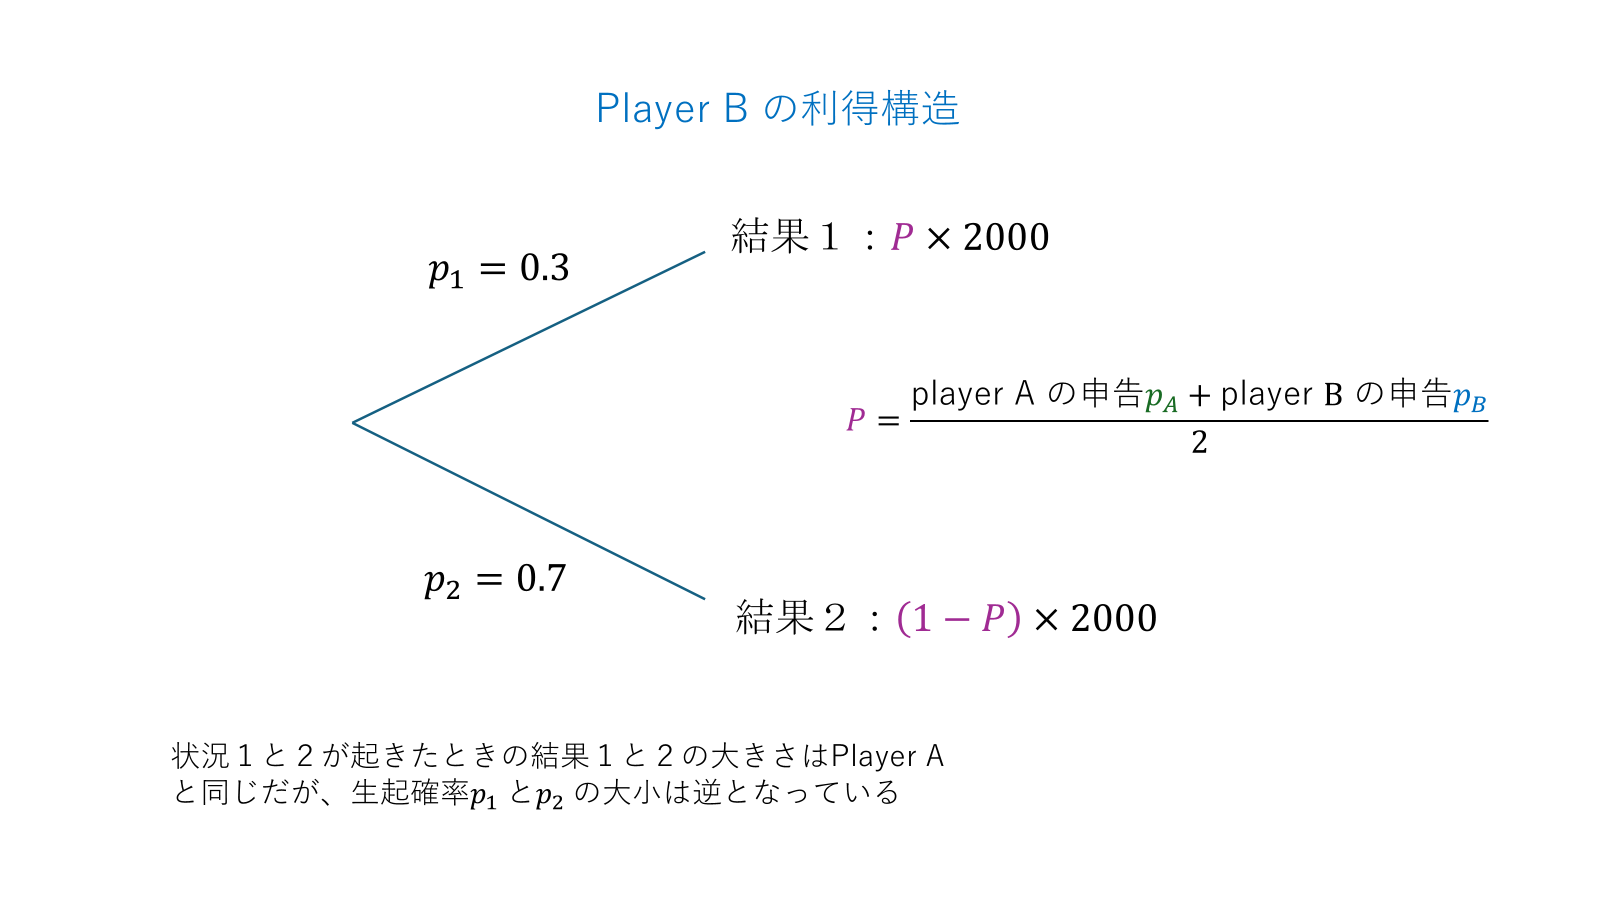 Player B の利得構造
結果１：P × 2000
p₁ = 0.3
P = (player A の申告p_A + player B の申告p_B) / 2
p₂ = 0.7
結果２：(1 − P) × 2000
状況１と２が起きたときの結果１と２の大きさはPlayer A
と同じだが、生起確率p₁ とp₂ の大小は逆となっている